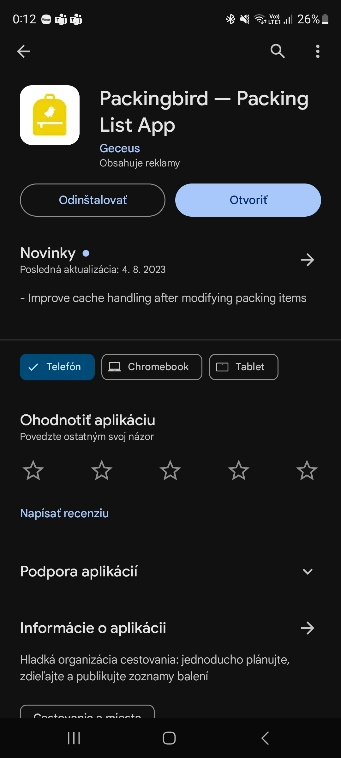 0:12
26%
Packingbird — Packing
List App
Geceus
Obsahuje reklamy
Odinštalovať
Otvoriť
Novinky
Posledná aktualizácia: 4. 8. 2023
- Improve cache handling after modifying packing items
Telefón
Chromebook
Tablet
Ohodnotiť aplikáciu
Povedzte ostatným svoj názor
Napísať recenziu
Podpora aplikácií
Informácie o aplikácii
Hladká organizácia cestovania: jednoducho plánujte,
zdieľajte a publikujte zoznamy balení
Cestovanie a miesta